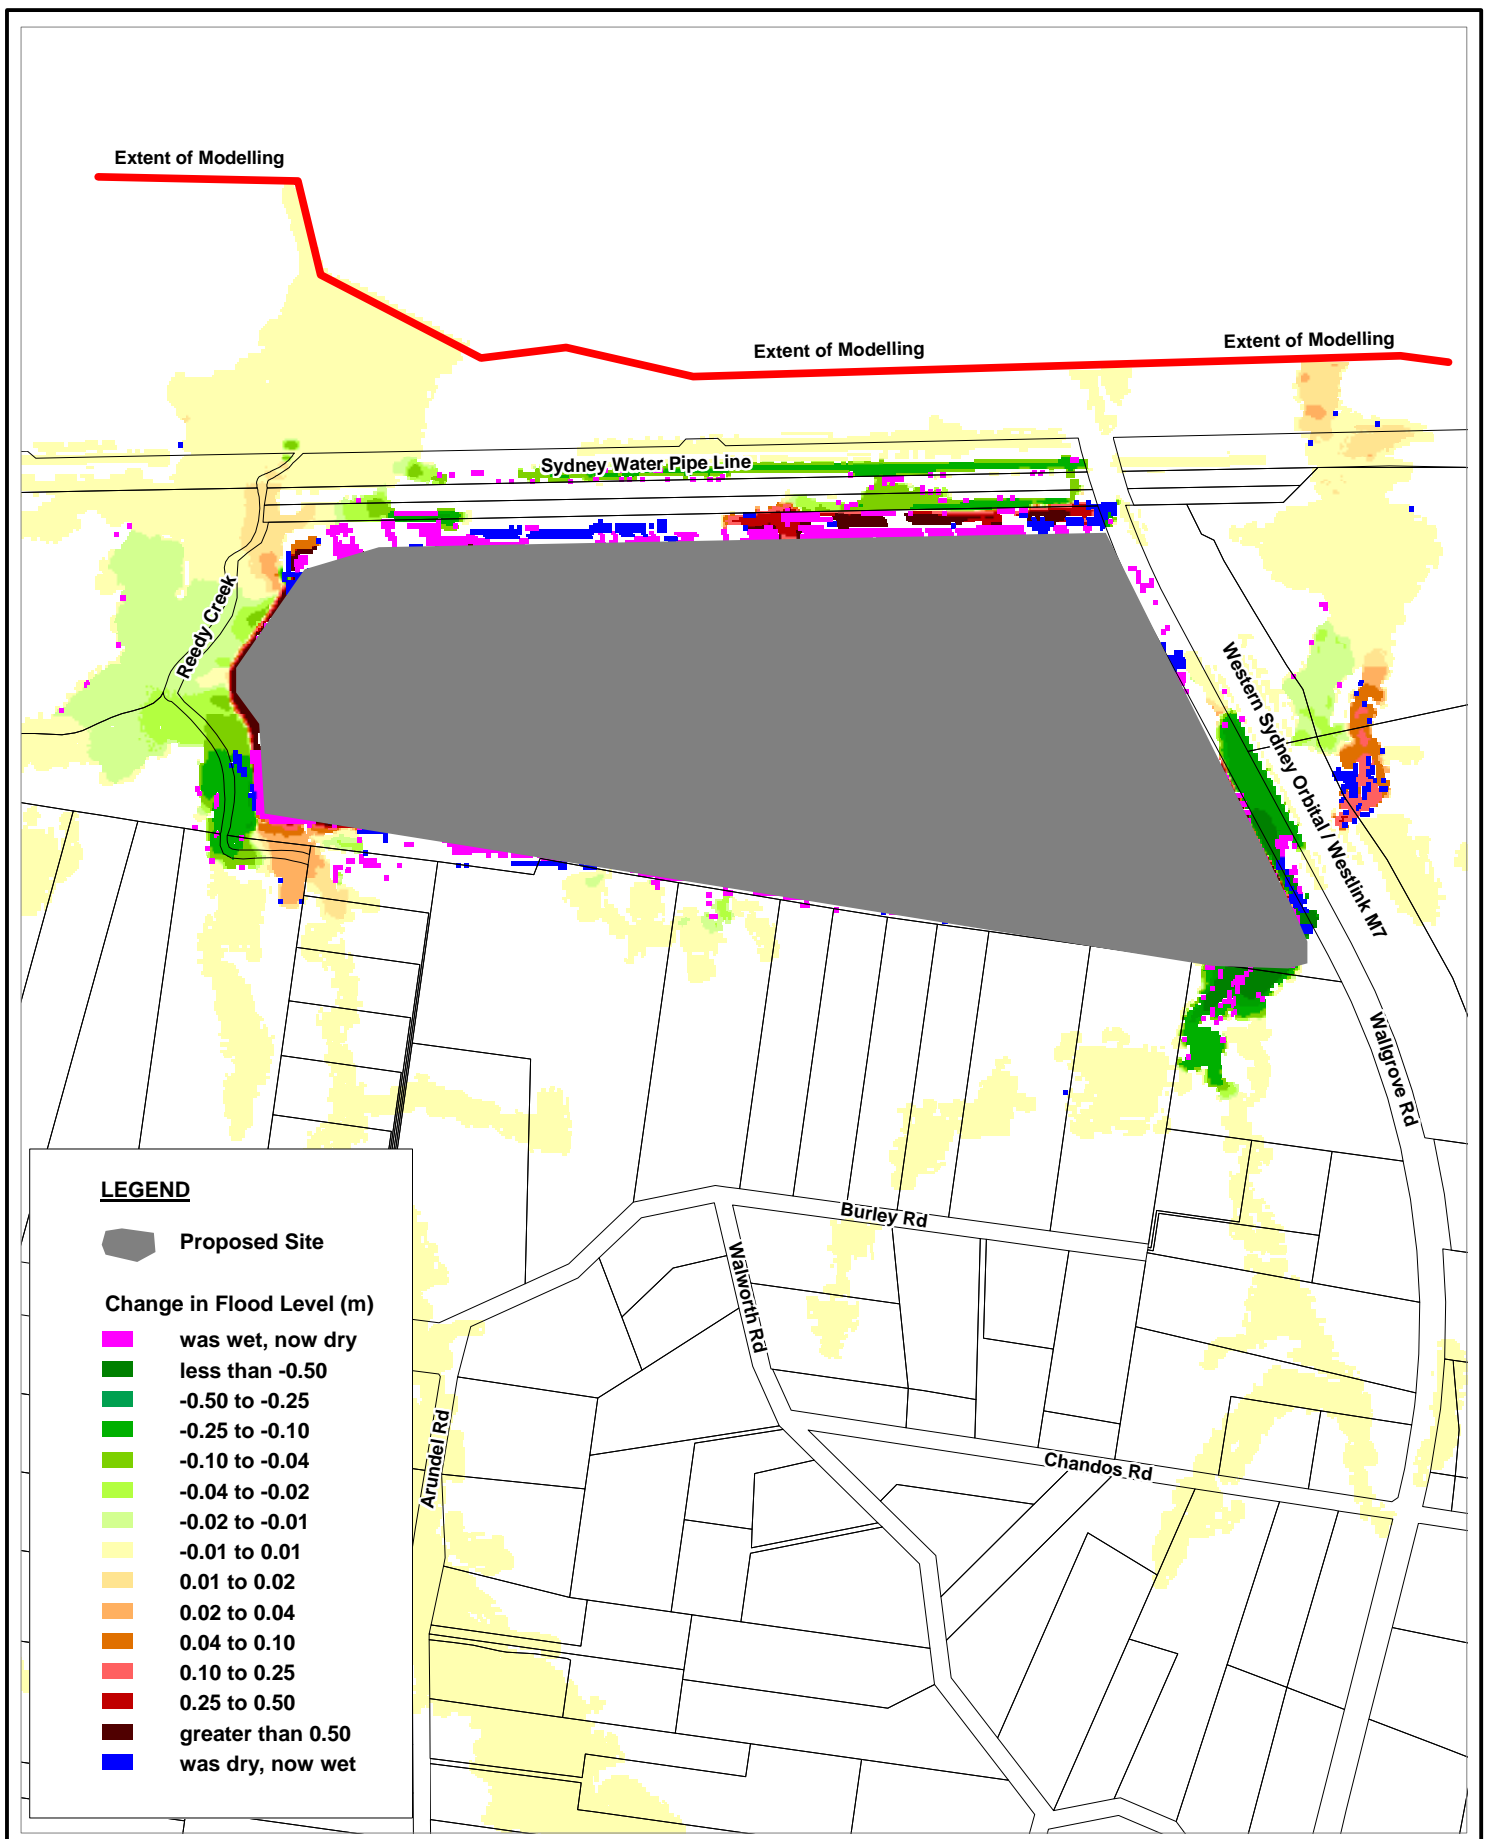 Extent of Modelling
Extent of Modelling
Extent of Modelling
Sydney Water Pipe Line
Reedy Creek
Western Sydney Orbital / Westlink M7
Wallgrove Rd
Burley Rd
Walworth Rd
Chandos Rd
Arundel Rd
LEGEND
Proposed Site
Change in Flood Level (m)
was wet, now dry
less than -0.50
-0.50 to -0.25
-0.25 to -0.10
-0.10 to -0.04
-0.04 to -0.02
-0.02 to -0.01
-0.01 to 0.01
0.01 to 0.02
0.02 to 0.04
0.04 to 0.10
0.10 to 0.25
0.25 to 0.50
greater than 0.50
was dry, now wet